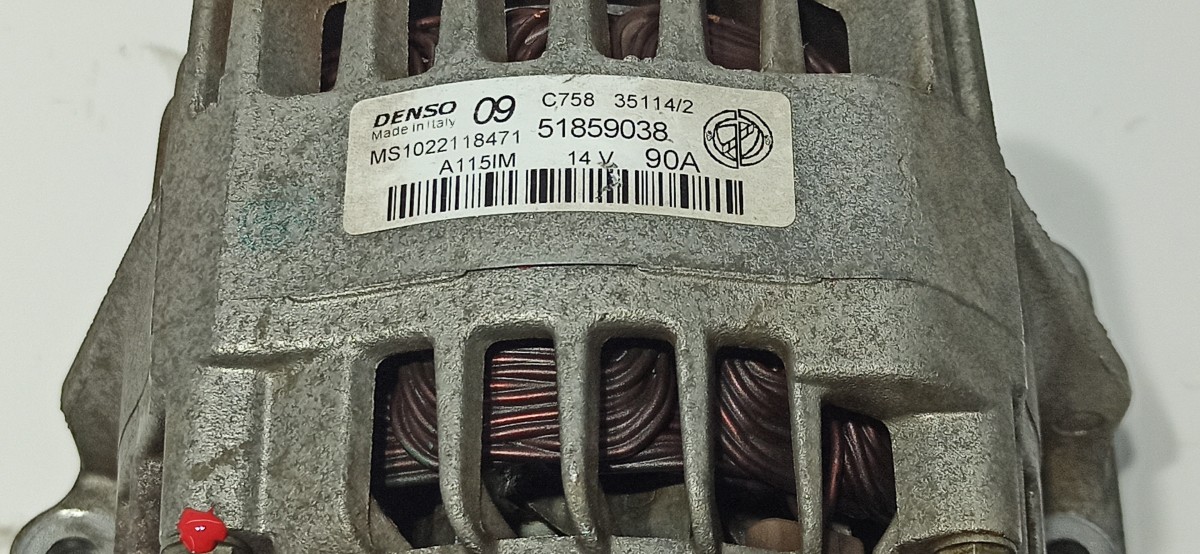 DENSO 09 C758 35114/2
Made in Italy
MS1022118471 51859038
A115IM 14 V 90A